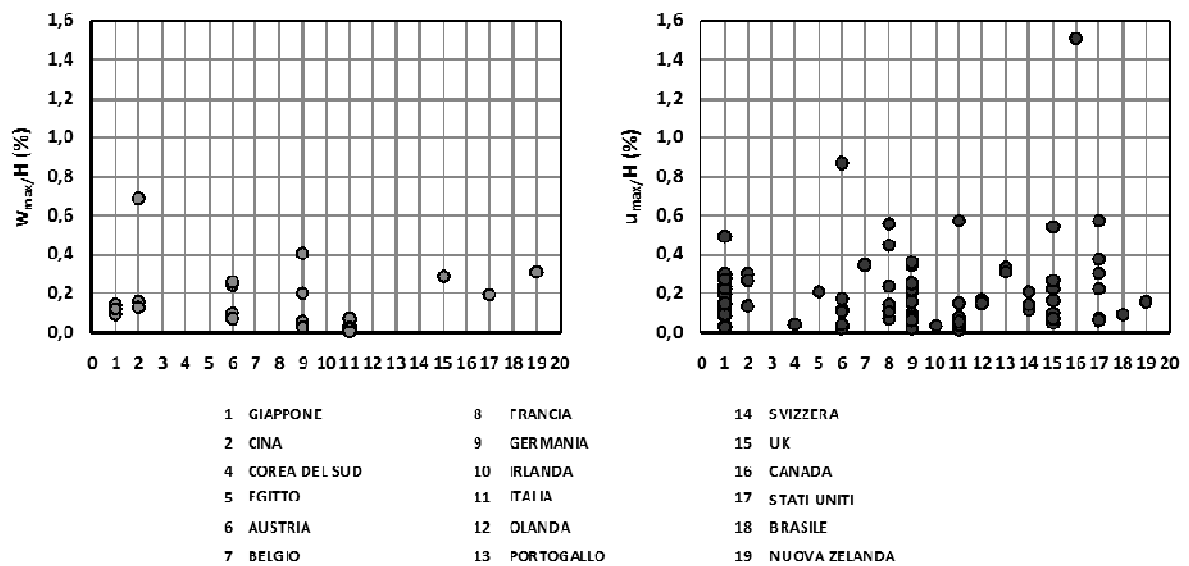 1,6
1,4
1,2
1,0
0,8
0,6
0,4
0,2
0,0
wmax/H (%)
0 1 2 3 4 5 6 7 8 9 10 11 12 13 14 15 16 17 18 19 20
1,6
1,4
1,2
1,0
0,8
0,6
0,4
0,2
0,0
umax/H (%)
0 1 2 3 4 5 6 7 8 9 10 11 12 13 14 15 16 17 18 19 20
1 GIAPPONE
2 CINA
4 COREA DEL SUD
5 EGITTO
6 AUSTRIA
7 BELGIO
8 FRANCIA
9 GERMANIA
10 IRLANDA
11 ITALIA
12 OLANDA
13 PORTOGALLO
14 SVIZZERA
15 UK
16 CANADA
17 STATI UNITI
18 BRASILE
19 NUOVA ZELANDA